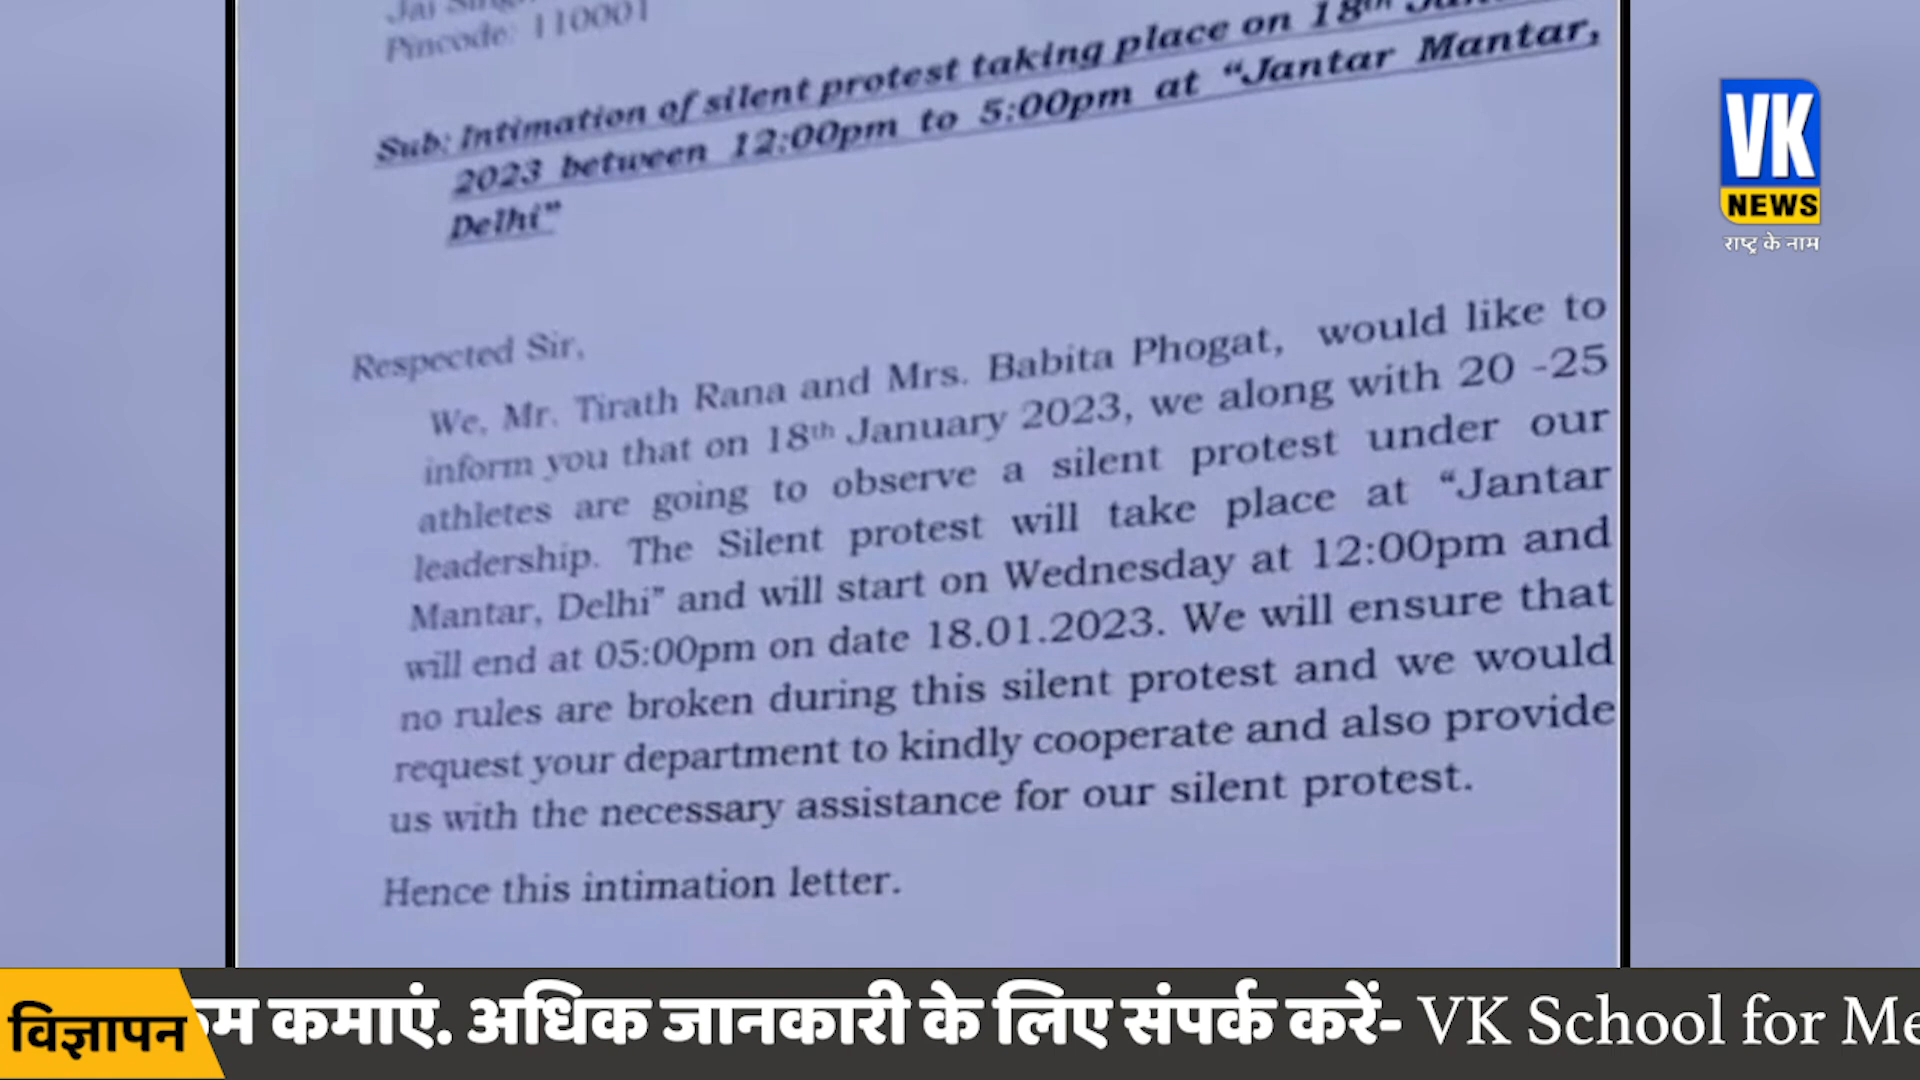 Pincode: 110001
Sub: Intimation of silent protest taking place on 18th
2023 between 12:00pm to 5:00pm at “Jantar Mantar,
Delhi”
Respected Sir,
We, Mr. Tirath Rana and Mrs. Babita Phogat, would like to
inform you that on 18th January 2023, we along with 20 -25
athletes are going to observe a silent protest under our
leadership. The Silent protest will take place at “Jantar
Mantar, Delhi” and will start on Wednesday at 12:00pm and
will end at 05:00pm on date 18.01.2023. We will ensure that
no rules are broken during this silent protest and we would
request your department to kindly cooperate and also provide
us with the necessary assistance for our silent protest.
Hence this intimation letter.
VK
NEWS
राष्ट्र के नाम
विज्ञापन
कमाएं. अधिक जानकारी के लिए संपर्क करें- VK School for